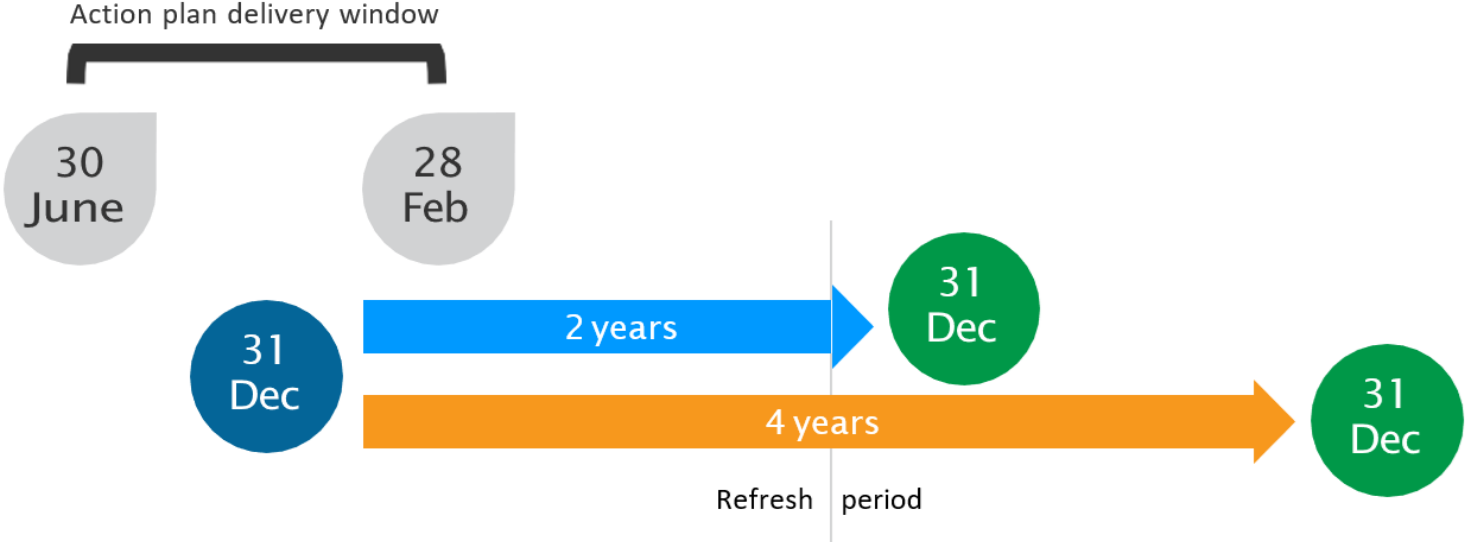 Action plan delivery window
30
June
28
Feb
31
Dec
2 years
31
Dec
4 years
31
Dec
Refresh period